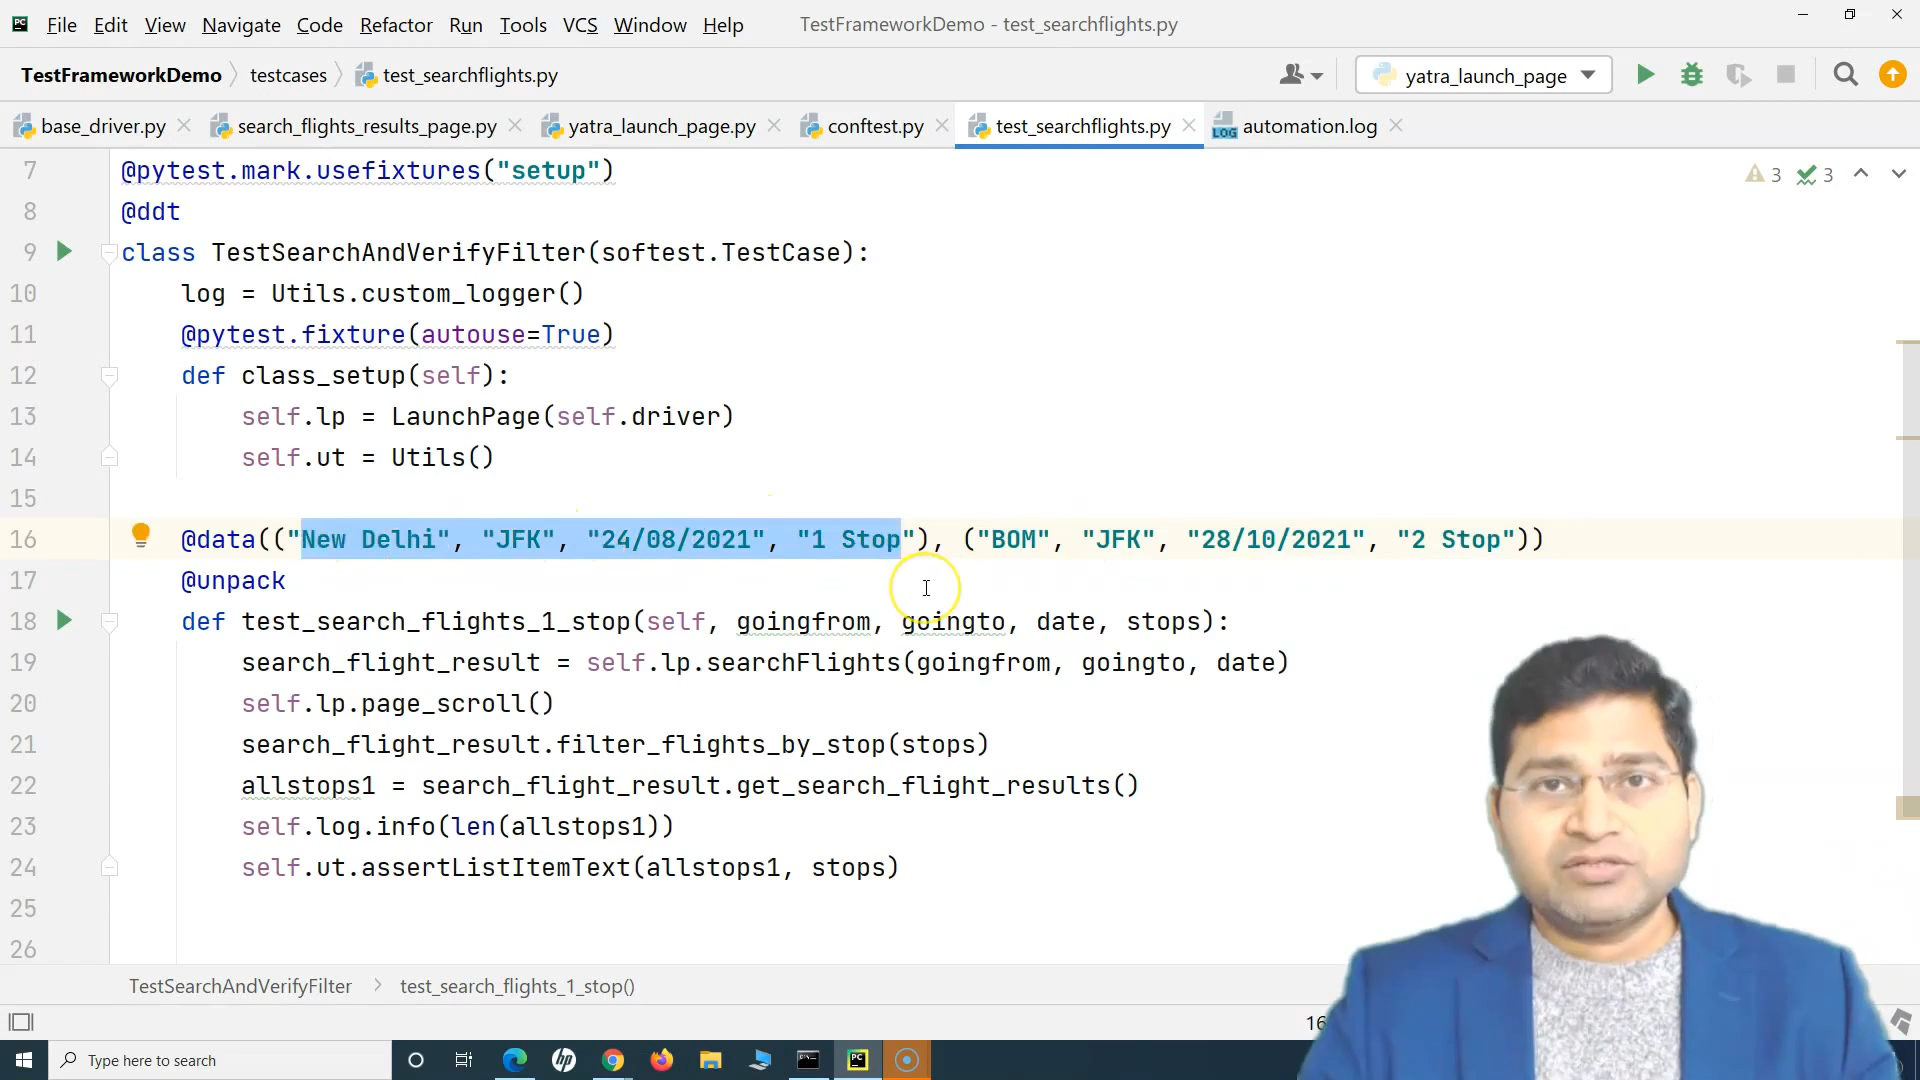 File Edit View Navigate Code Refactor Run Tools VCS Window Help TestFrameworkDemo - test_searchflights.py
TestFrameworkDemo testcases test_searchflights.py yatra_launch_page
base_driver.py search_flights_results_page.py yatra_launch_page.py conftest.py test_searchflights.py LOG automation.log
7 @pytest.mark.usefixtures("setup") 3 3
8 @ddt
9 class TestSearchAndVerifyFilter(softest.TestCase):
10 log = Utils.custom_logger()
11 @pytest.fixture(autouse=True)
12 def class_setup(self):
13 self.lp = LaunchPage(self.driver)
14 self.ut = Utils()
15
16 @data(("New Delhi", "JFK", "24/08/2021", "1 Stop"), ("BOM", "JFK", "28/10/2021", "2 Stop"))
17 @unpack
18 def test_search_flights_1_stop(self, goingfrom, goingto, date, stops):
19 search_flight_result = self.lp.searchFlights(goingfrom, goingto, date)
20 self.lp.page_scroll()
21 search_flight_result.filter_flights_by_stop(stops)
22 allstops1 = search_flight_result.get_search_flight_results()
23 self.log.info(len(allstops1))
24 self.ut.assertListItemText(allstops1, stops)
25
26
TestSearchAndVerifyFilter test_search_flights_1_stop()
16
Type here to search hp PC